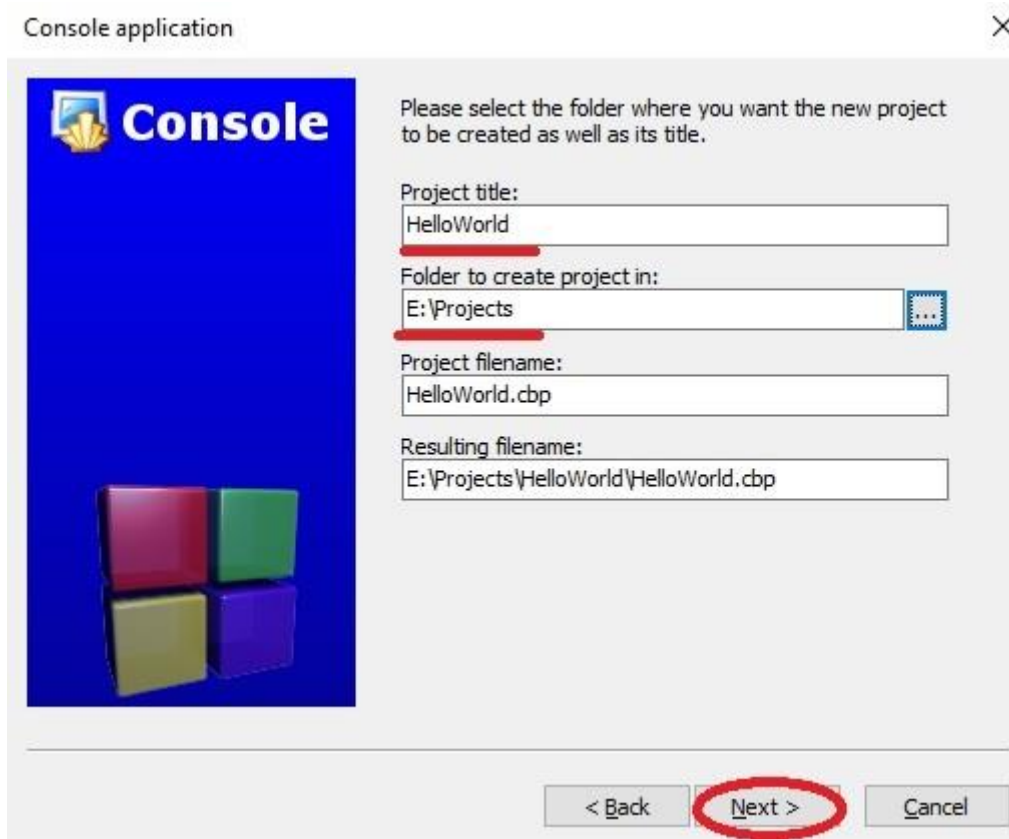 Console application
Console
Please select the folder where you want the new project
to be created as well as its title.
Project title:
HelloWorld
Folder to create project in:
E:\Projects
...
Project filename:
HelloWorld.cbp
Resulting filename:
E:\Projects\HelloWorld\HelloWorld.cbp
< Back
Next >
Cancel